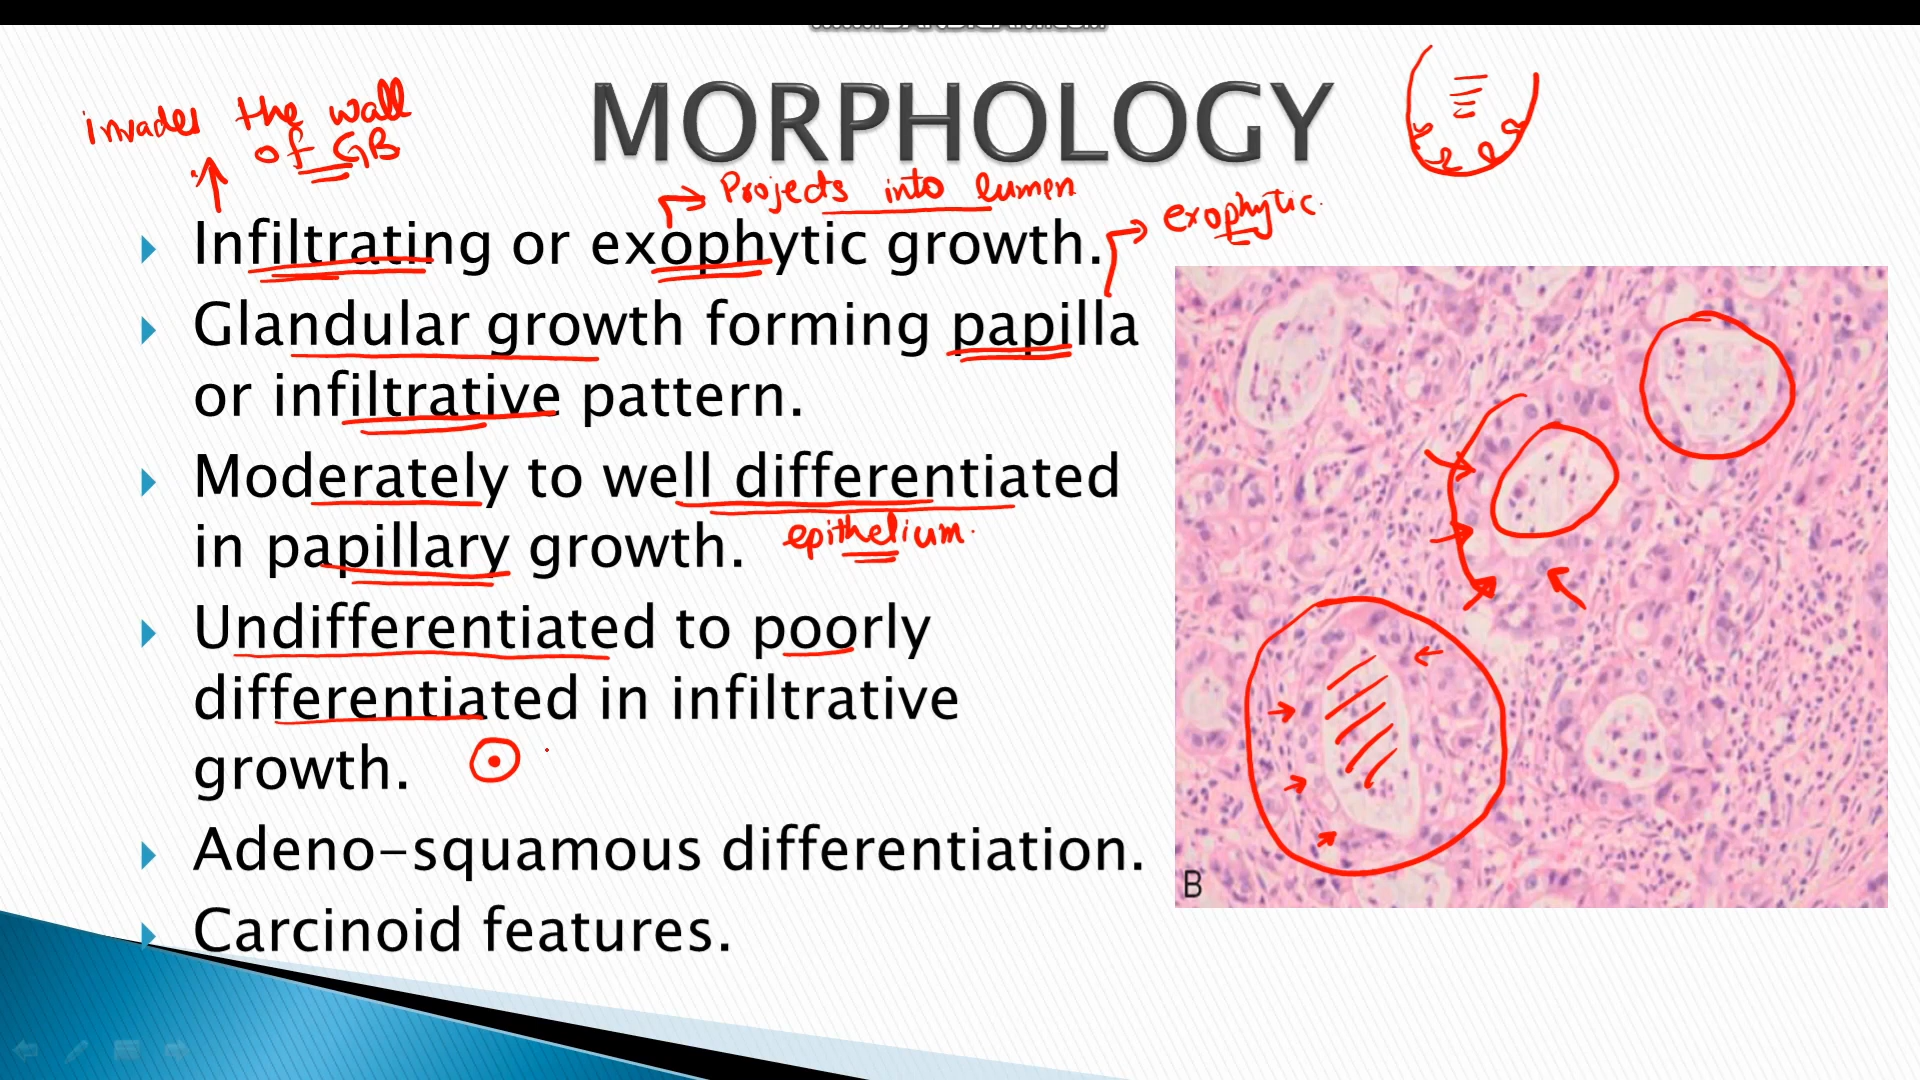 MORPHOLOGY
invades the wall
of GB
Projects into lumen
exophytic
Infiltrating or exophytic growth.
Glandular growth forming papilla
or infiltrative pattern.
Moderately to well differentiated
in papillary growth.
epithelium
Undifferentiated to poorly
differentiated in infiltrative
growth.
Adeno-squamous differentiation.
Carcinoid features.
B